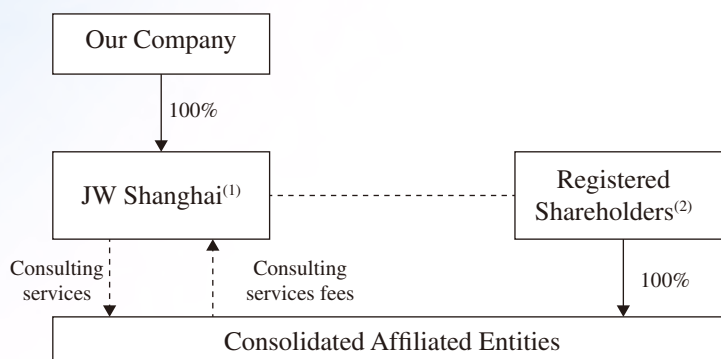 Our Company
100%
JW Shanghai(1)
Registered
Shareholders(2)
Consulting
services
Consulting
services fees
100%
Consolidated Affiliated Entities